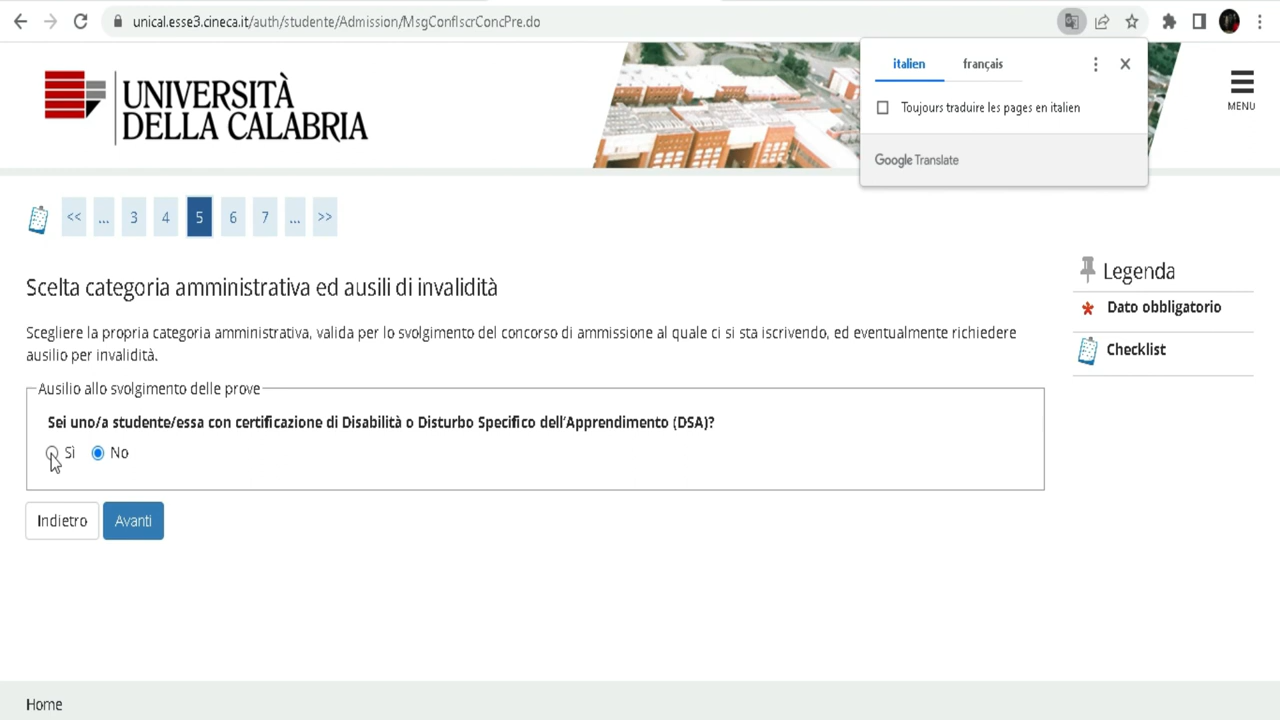 unical.esse3.cineca.it/auth/studente/Admission/MsgConfIscrConcPre.do
italien français
Toujours traduire les pages en italien
Google Translate
UNIVERSITÀ
DELLA CALABRIA
MENU
<< ... 3 4 5 6 7 ... >>
Scelta categoria amministrativa ed ausili di invalidità
Scegliere la propria categoria amministrativa, valida per lo svolgimento del concorso di ammissione al quale ci si sta iscrivendo, ed eventualmente richiedere
ausilio per invalidità.
Ausilio allo svolgimento delle prove
Sei uno/a studente/essa con certificazione di Disabilità o Disturbo Specifico dell'Apprendimento (DSA)?
Sì No
Indietro Avanti
Legenda
* Dato obbligatorio
Checklist
Home